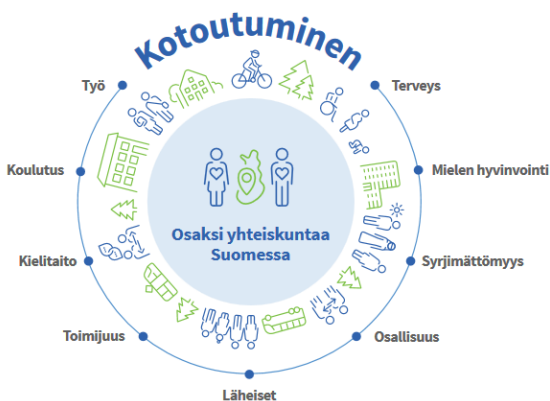 Kotoutuminen
Työ
Terveys
Koulutus
Mielen hyvinvointi
Osaksi yhteiskuntaa
Suomessa
Kielitaito
Syrjimättömyys
Toimijuus
Osallisuus
Läheiset